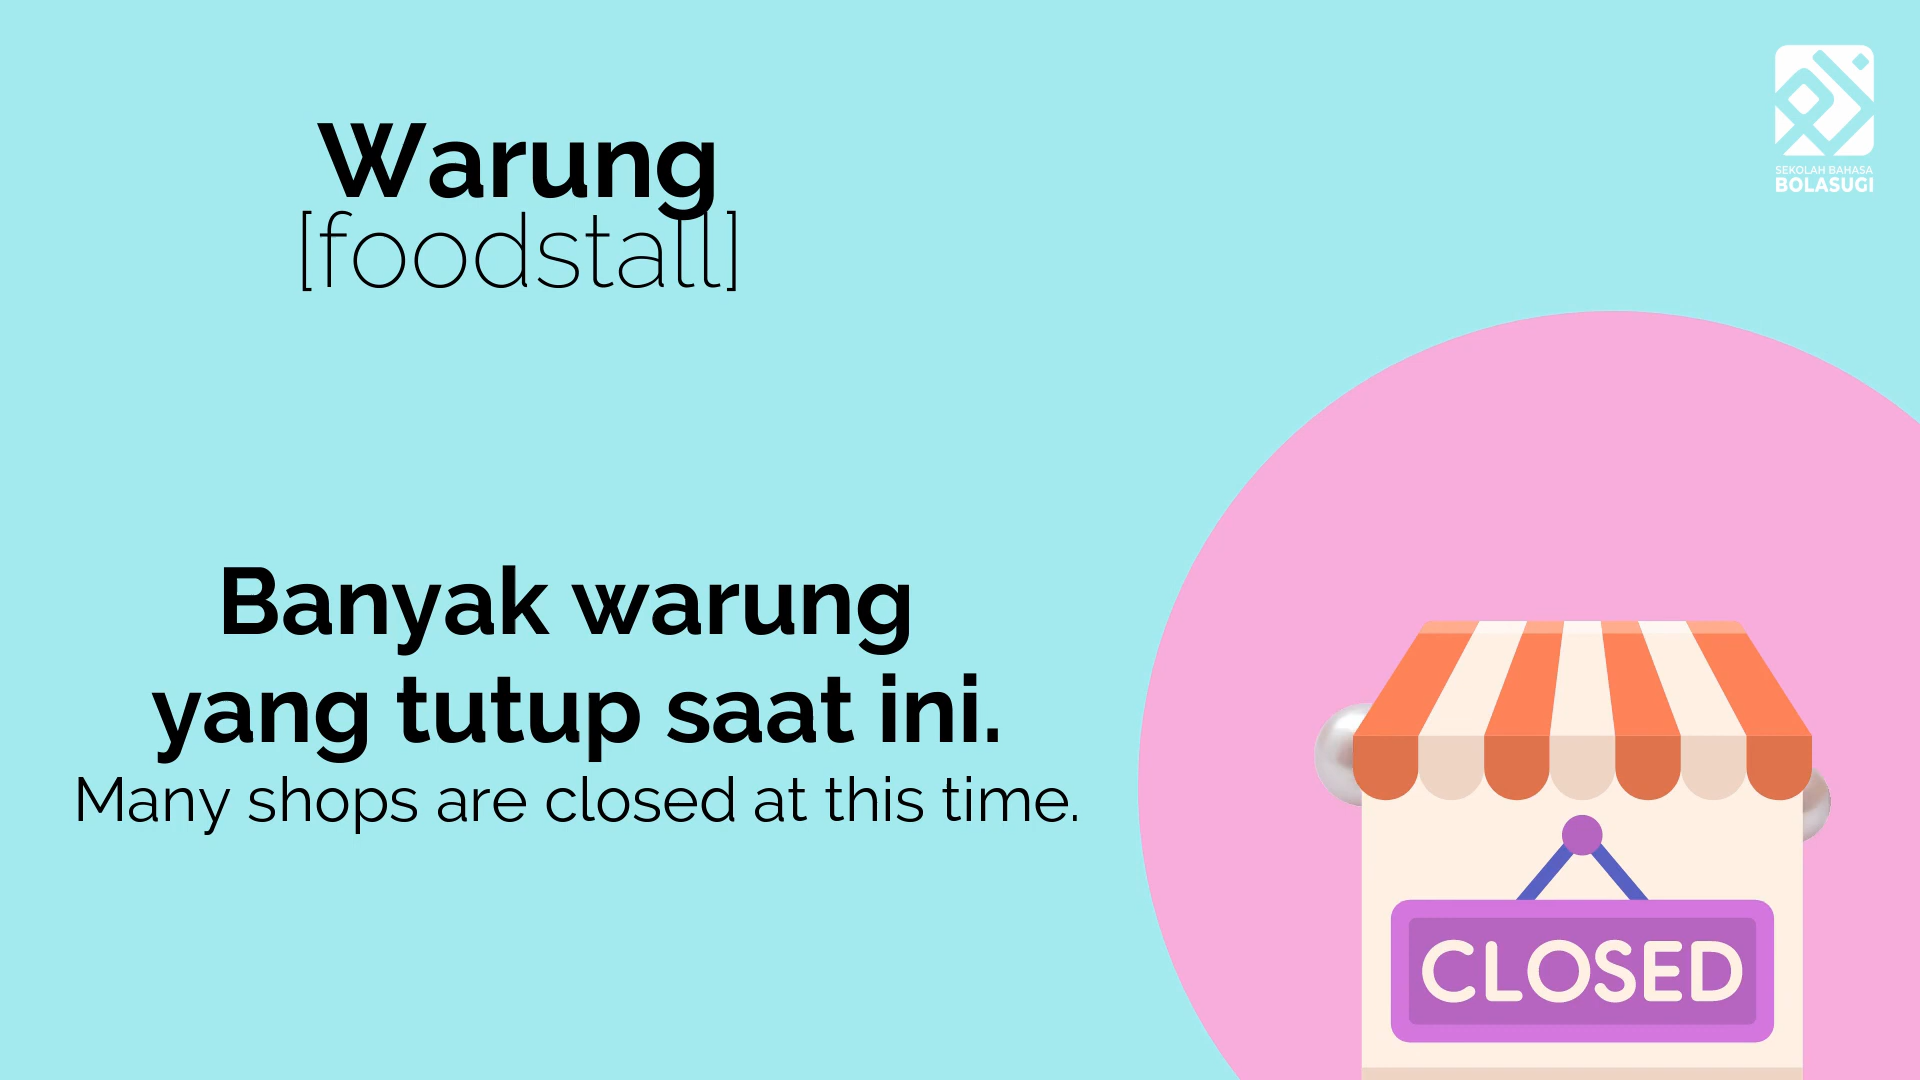 Warung
[foodstall]
SEKOLAH BAHASA
BOLASUGI
Banyak warung
yang tutup saat ini.
Many shops are closed at this time.
CLOSED